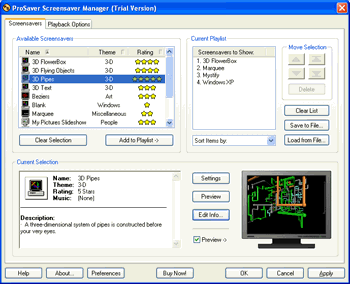 ProSaver Screensaver Manager (Trial Version)
Screensavers Playback Options
Available Screensavers
Name Theme Rating
3D FlowerBox 3-D
3D Flying Objects 3-D
3D Pipes 3-D
3D Text 3-D
Beziers Art
Blank Windows
Marquee Miscellaneous
My Pictures Slideshow People
Clear Selection Add to Playlist ->
Current Playlist
Screensavers to Show:
1. 3D FlowerBox
2. Marquee
3. Mystify
4. Windows XP
Sort Items by:
Move Selection
Delete
Clear List
Save to File...
Load from File...
Current Selection
Name: 3D Pipes
Theme: 3-D
Rating: 5 Stars
Music: (None)
Description:
A three-dimensional system of pipes is constructed before
your very eyes.
Settings
Preview
Edit Info...
Preview ->
Help About... Preferences Buy Now! OK Cancel Apply